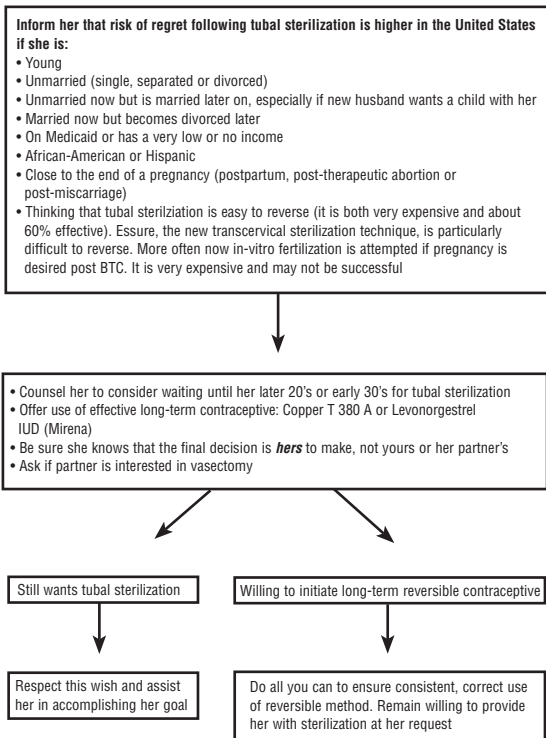 Inform her that risk of regret following tubal sterilization is higher in the United States
if she is:
• Young
• Unmarried (single, separated or divorced)
• Unmarried now but is married later on, especially if new husband wants a child with her
• Married now but becomes divorced later
• On Medicaid or has a very low or no income
• African-American or Hispanic
• Close to the end of a pregnancy (postpartum, post-therapeutic abortion or
post-miscarriage)
• Thinking that tubal sterilziation is easy to reverse (it is both very expensive and about
60% effective). Essure, the new transcervical sterilization technique, is particularly
difficult to reverse. More often now in-vitro fertilization is attempted if pregnancy is
desired post BTC. It is very expensive and may not be successful
• Counsel her to consider waiting until her later 20's or early 30's for tubal sterilization
• Offer use of effective long-term contraceptive: Copper T 380 A or Levonorgestrel
IUD (Mirena)
• Be sure she knows that the final decision is hers to make, not yours or her partner's
• Ask if partner is interested in vasectomy
Still wants tubal sterilization
Willing to initiate long-term reversible contraceptive
Respect this wish and assist
her in accomplishing her goal
Do all you can to ensure consistent, correct use
of reversible method. Remain willing to provide
her with sterilization at her request